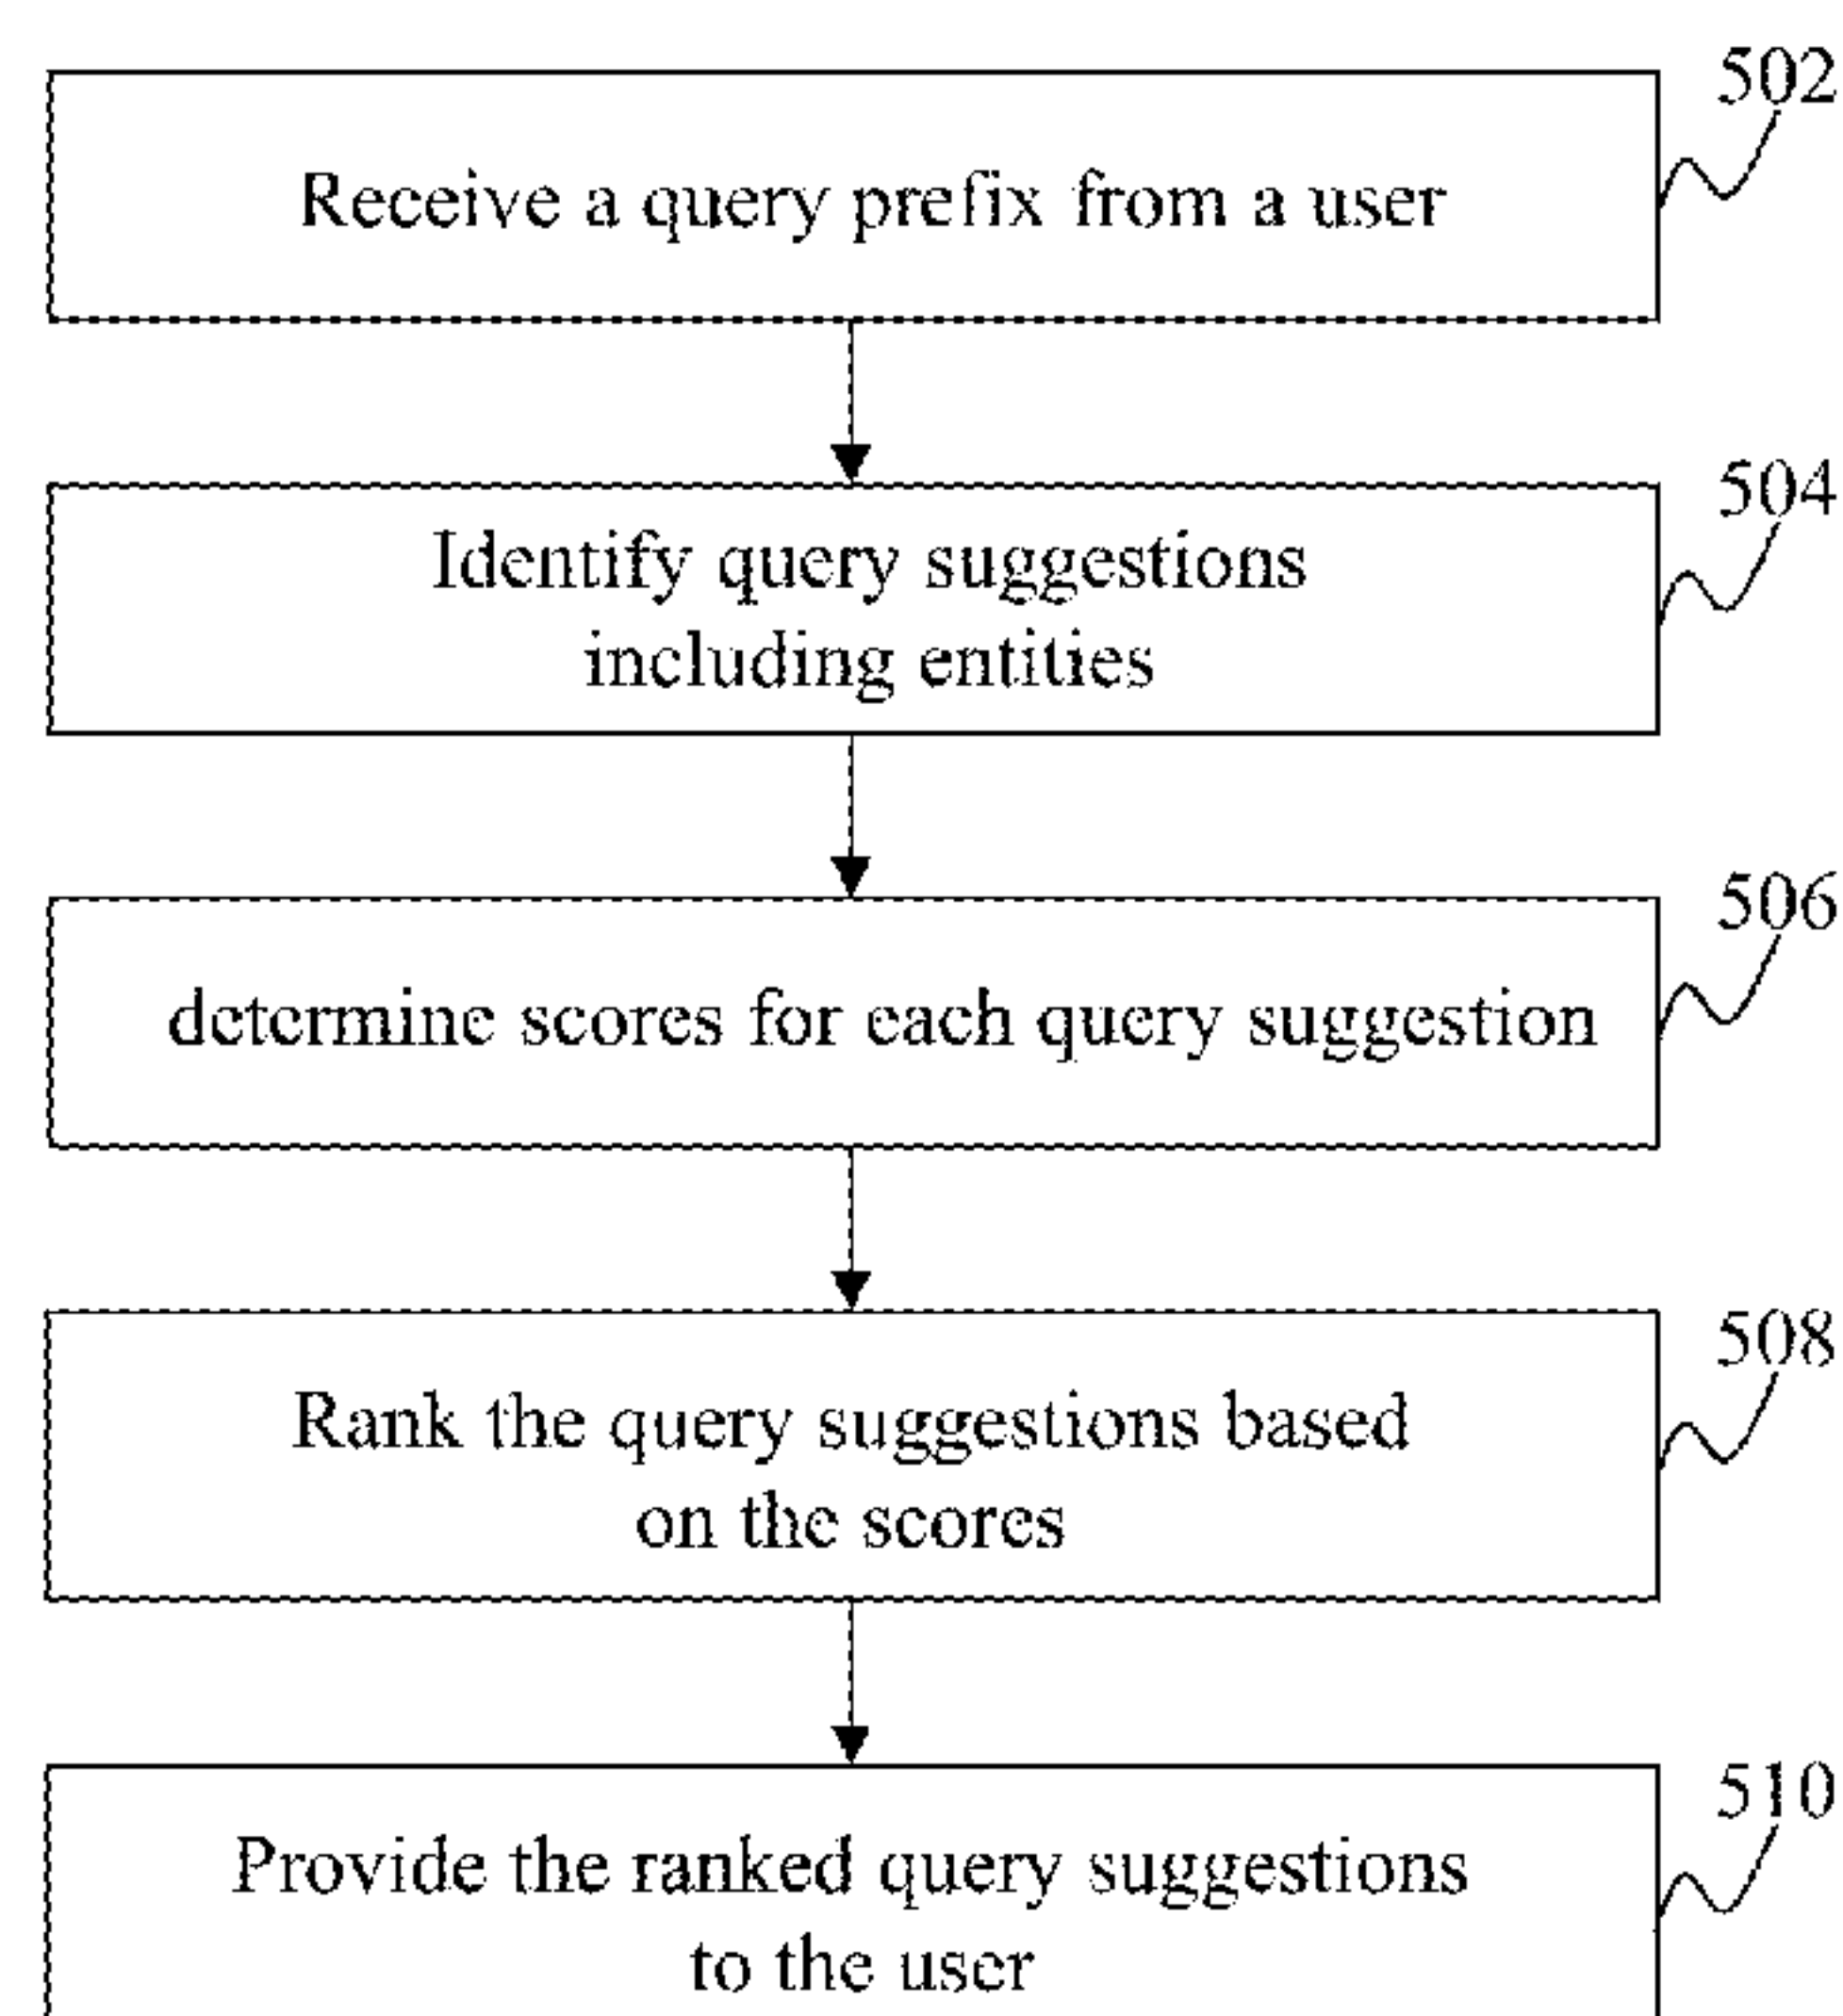 502
Receive a query prefix from a user
504
Identify query suggestions
including entities
506
determine scores for each query suggestion
508
Rank the query suggestions based
on the scores
510
Provide the ranked query suggestions
to the user